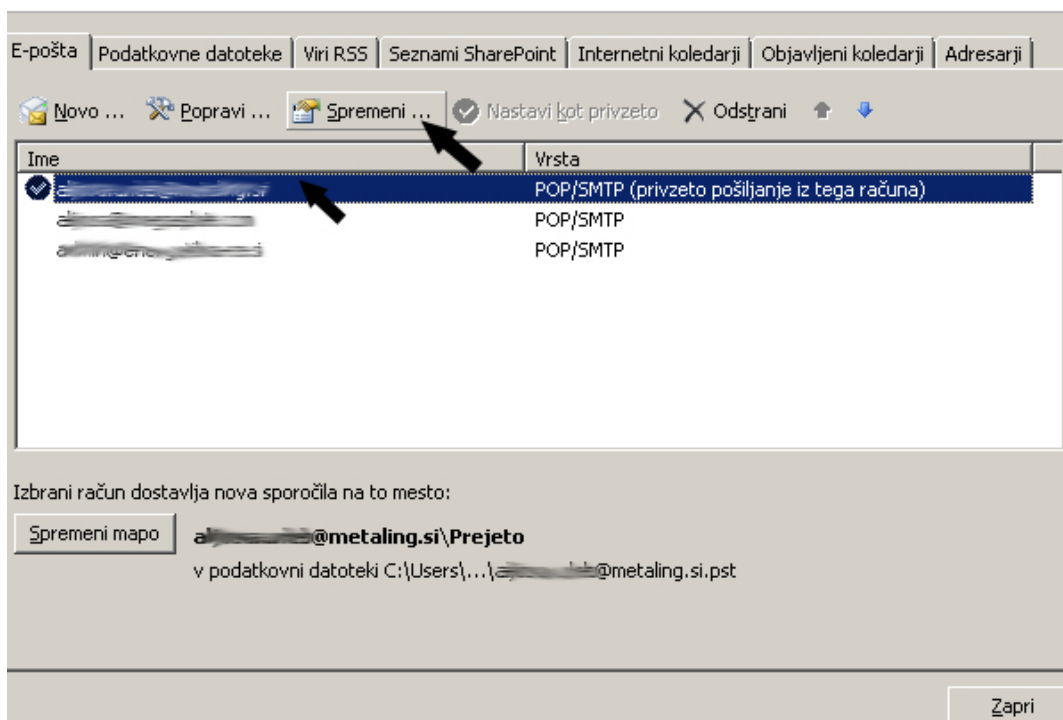 E-pošta Podatkovne datoteke Viri RSS Seznami SharePoint Internetni koledarji Objavljeni koledarji Adresarji
Novo ... Popravi ... Spremeni ... Nastavi kot privzeto Odstrani
Ime Vrsta
POP/SMTP (privzeto pošiljanje iz tega računa)
POP/SMTP
POP/SMTP
Izbrani račun dostavlja nova sporočila na to mesto:
Spremeni mapo @metaling.si\Prejeto
v podatkovni datoteki C:\Users\...\ @metaling.si.pst
Zapri